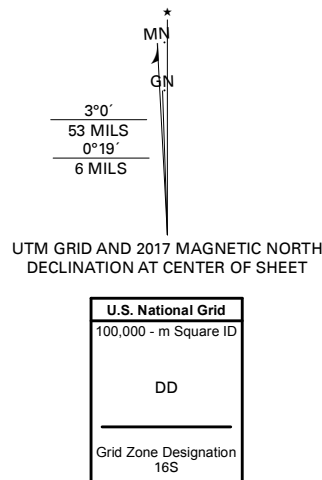 ★
MN
GN
3°0´
53 MILS
0°19´
6 MILS
UTM GRID AND 2017 MAGNETIC NORTH
DECLINATION AT CENTER OF SHEET
U.S. National Grid
100,000 - m Square ID
DD
Grid Zone Designation
16S